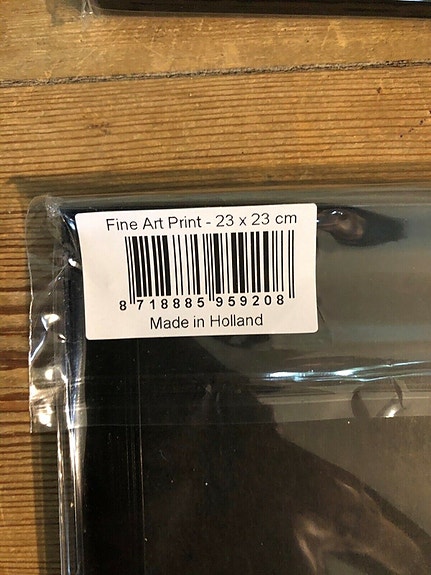 Fine Art Print - 23 x 23 cm
8 718885 959208
Made in Holland